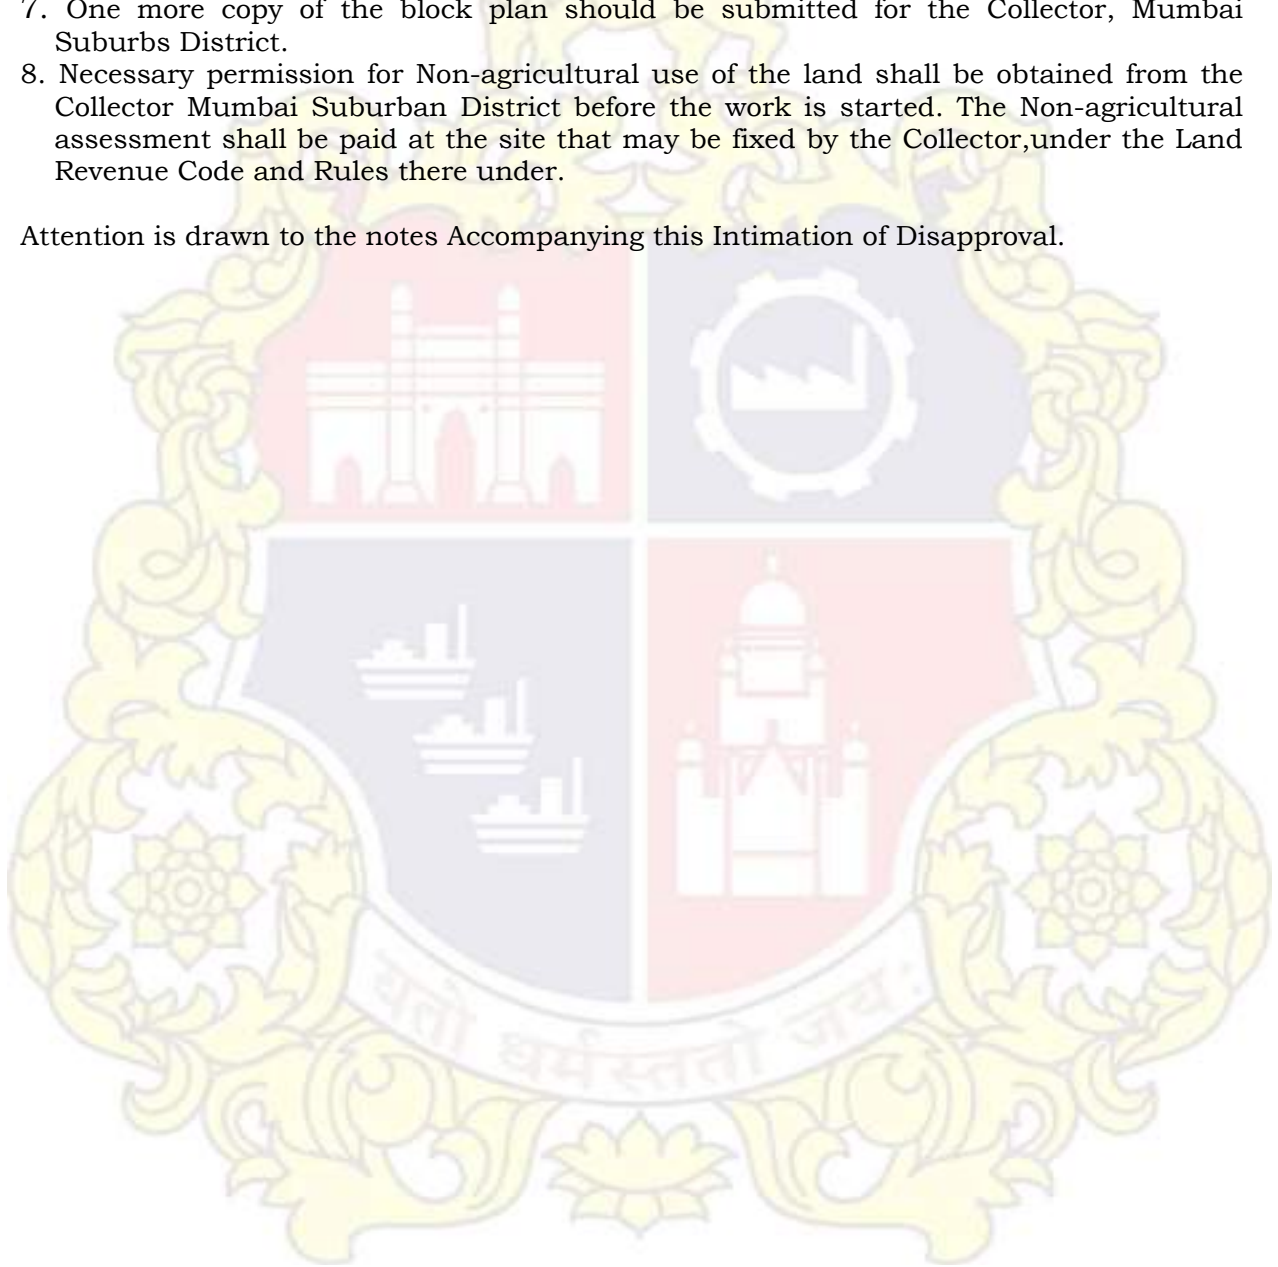 7. One more copy of the block plan should be submitted for the Collector, Mumbai
Suburbs District.
8. Necessary permission for Non-agricultural use of the land shall be obtained from the
Collector Mumbai Suburban District before the work is started. The Non-agricultural
assessment shall be paid at the site that may be fixed by the Collector,under the Land
Revenue Code and Rules there under.
Attention is drawn to the notes Accompanying this Intimation of Disapproval.
यतो धर्मस्ततो जय: